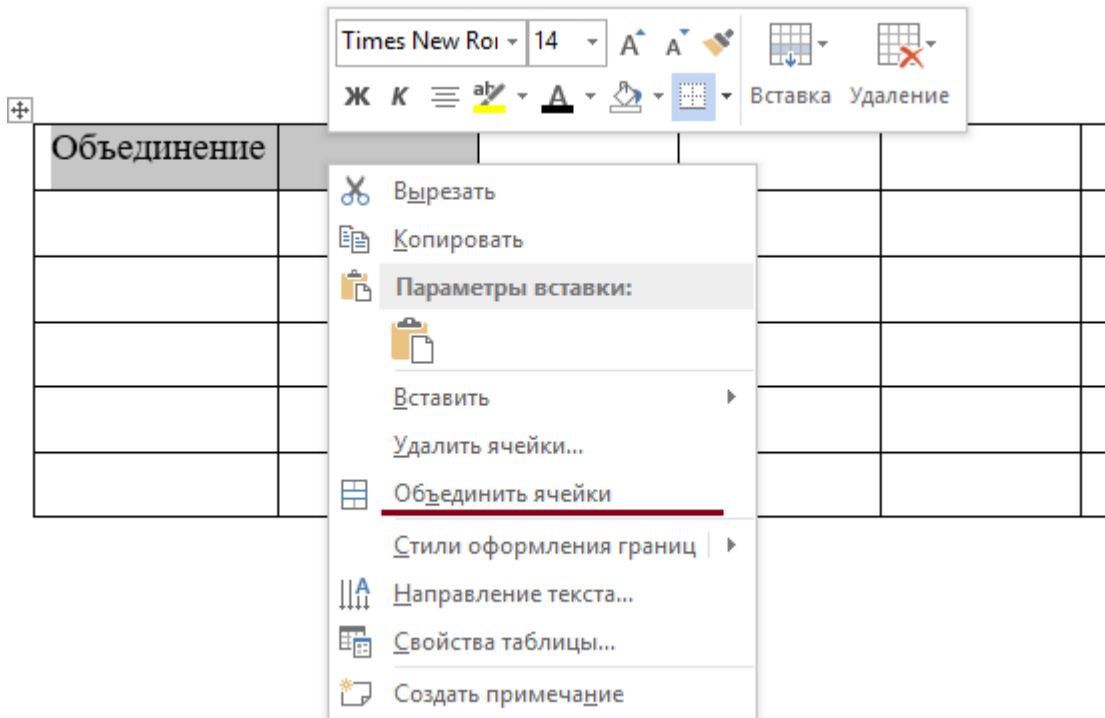 Times New Roı 14
Ж К Вставка Удаление
Объединение
Вырезать
Копировать
Параметры вставки:
Вставить
Удалить ячейки...
Объединить ячейки
Стили оформления границ
Направление текста...
Свойства таблицы...
Создать примечание